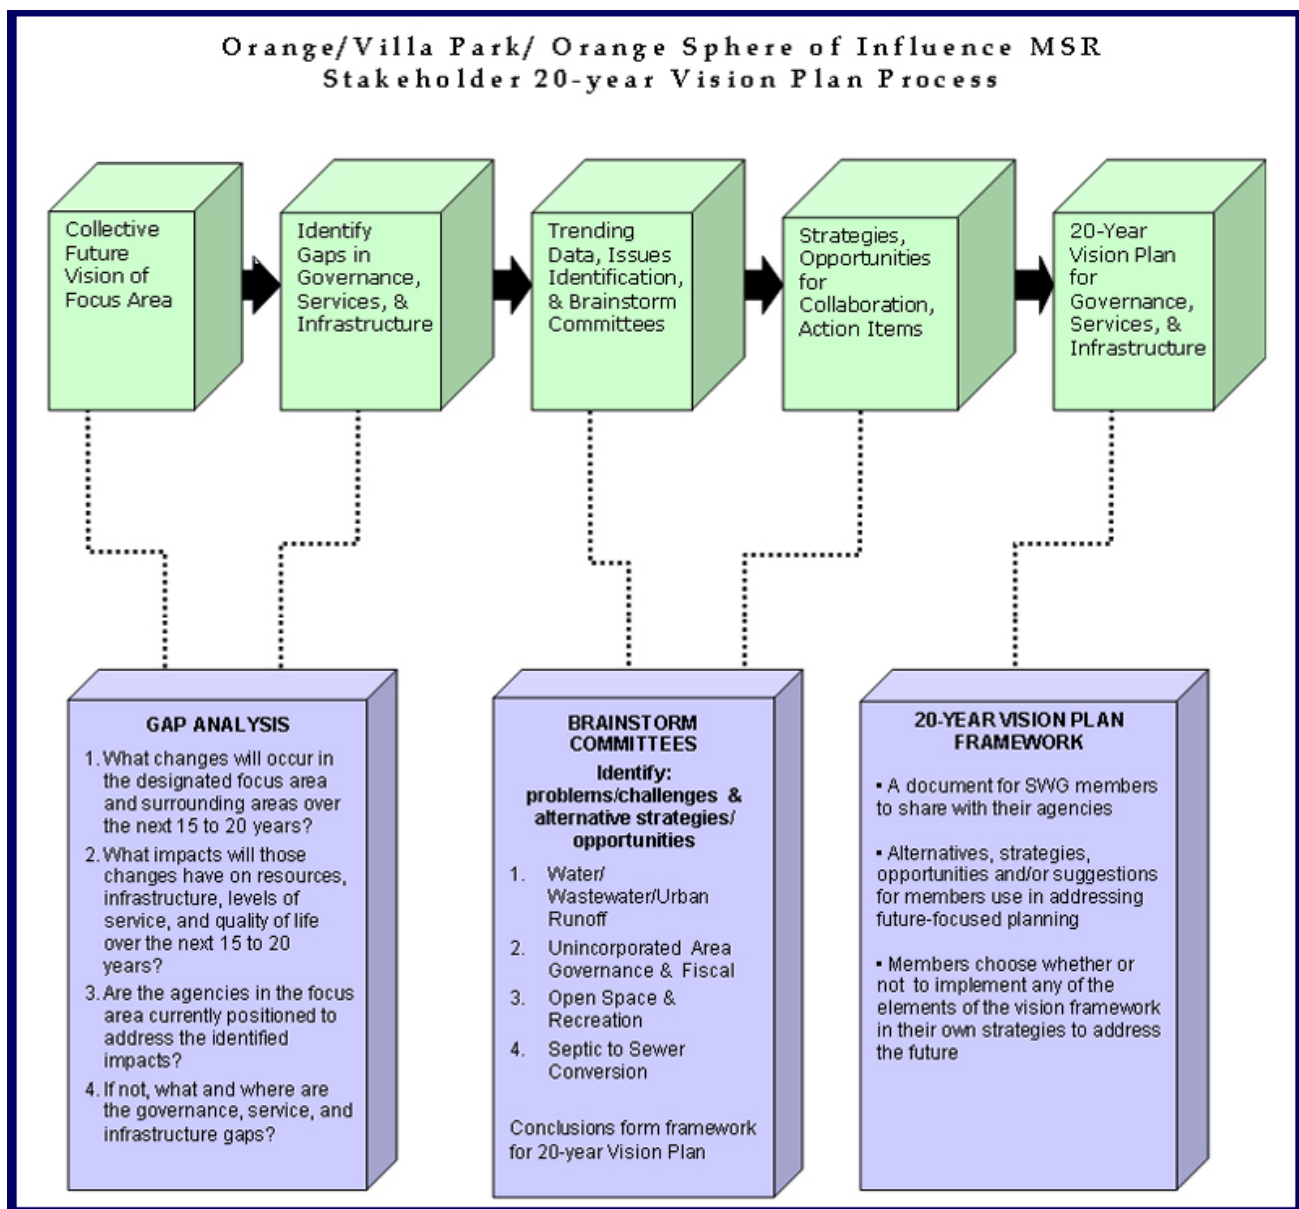 Orange/Villa Park/ Orange Sphere of Influence MSR
Stakeholder 20-year Vision Plan Process
Collective
Future
Vision of
Focus Area
Identify
Gaps in
Governance,
Services, &
Infrastructure
Trending
Data, Issues
Identification,
& Brainstorm
Committees
Strategies,
Opportunities
for
Collaboration,
Action Items
20-Year
Vision Plan
for
Governance,
Services, &
Infrastructure
GAP ANALYSIS
1. What changes will occur in
the designated focus area
and surrounding areas over
the next 15 to 20 years?
2. What impacts will those
changes have on resources,
infrastructure, levels of
service, and quality of life
over the next 15 to 20
years?
3. Are the agencies in the focus
area currently positioned to
address the identified
impacts?
4. If not, what and where are
the governance, service, and
infrastructure gaps?
BRAINSTORM
COMMITTEES
Identify:
problems/challenges &
alternative strategies/
opportunities
1. Water/
Wastewater/Urban
Runoff
2. Unincorporated Area
Governance & Fiscal
3. Open Space &
Recreation
4. Septic to Sewer
Conversion
Conclusions form framework
for 20-year Vision Plan
20-YEAR VISION PLAN
FRAMEWORK
▪ A document for SWG members
to share with their agencies
▪ Alternatives, strategies,
opportunities and/or suggestions
for members use in addressing
future-focused planning
▪ Members choose whether or
not to implement any of the
elements of the vision framework
in their own strategies to address
the future